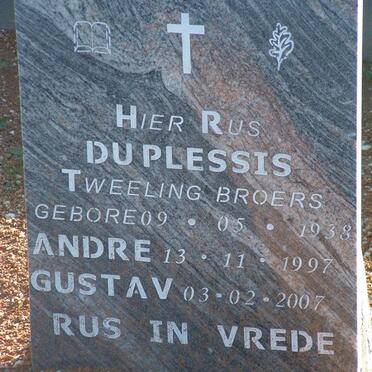 HIER RUS
DU PLESSIS
TWEELING BROERS
GEBORE 09 • 05 • 1938
ANDRE 13 • 11 • 1997
GUSTAV 03 • 02 • 2007
RUS IN VREDE